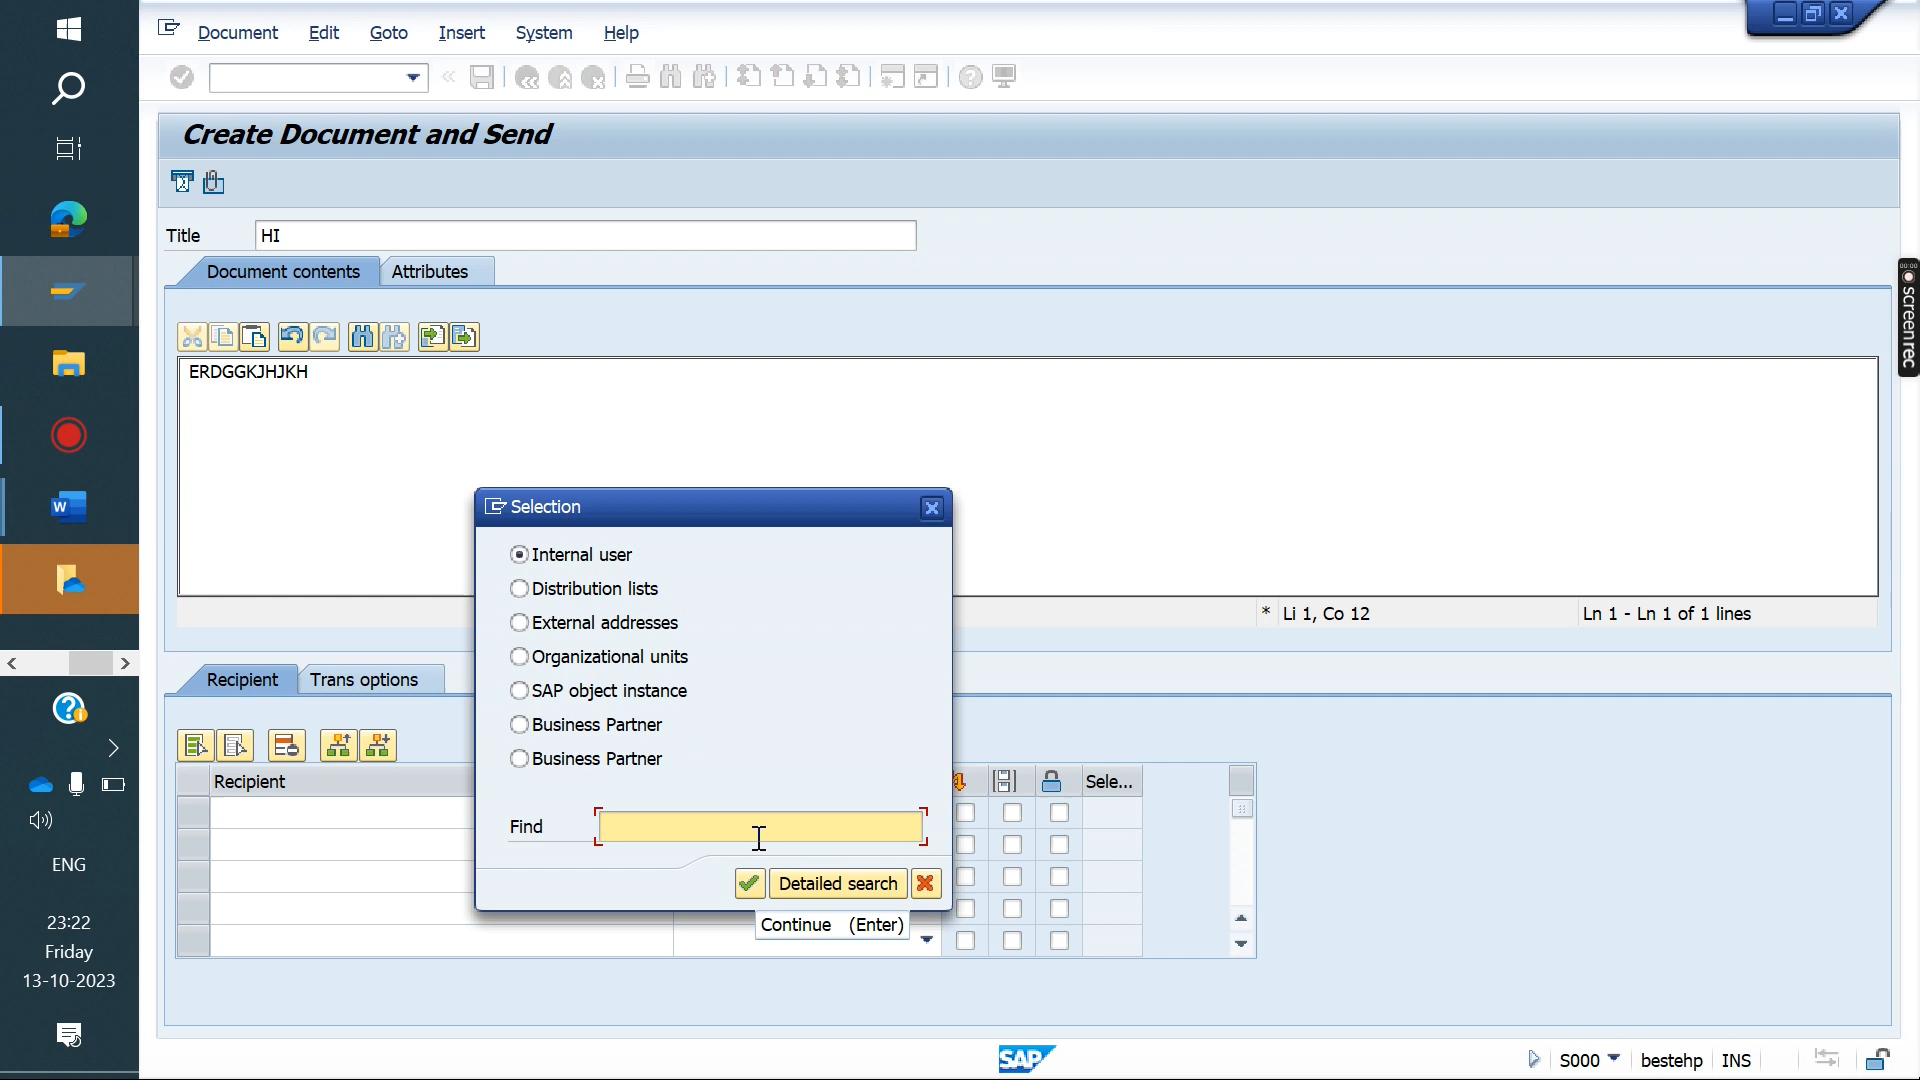 Document Edit Goto Insert System Help
Create Document and Send
Title HI
Document contents Attributes
ERDGGKJHJKH
* Li 1, Co 12 Ln 1 - Ln 1 of 1 lines
Selection
Internal user
Distribution lists
External addresses
Organizational units
SAP object instance
Business Partner
Business Partner
Find
Detailed search
Continue (Enter)
Recipient Trans options
Recipient Sele...
SAP
S000 bestehp INS
W
ENG
23:22
Friday
13-10-2023
00:00
screenrec